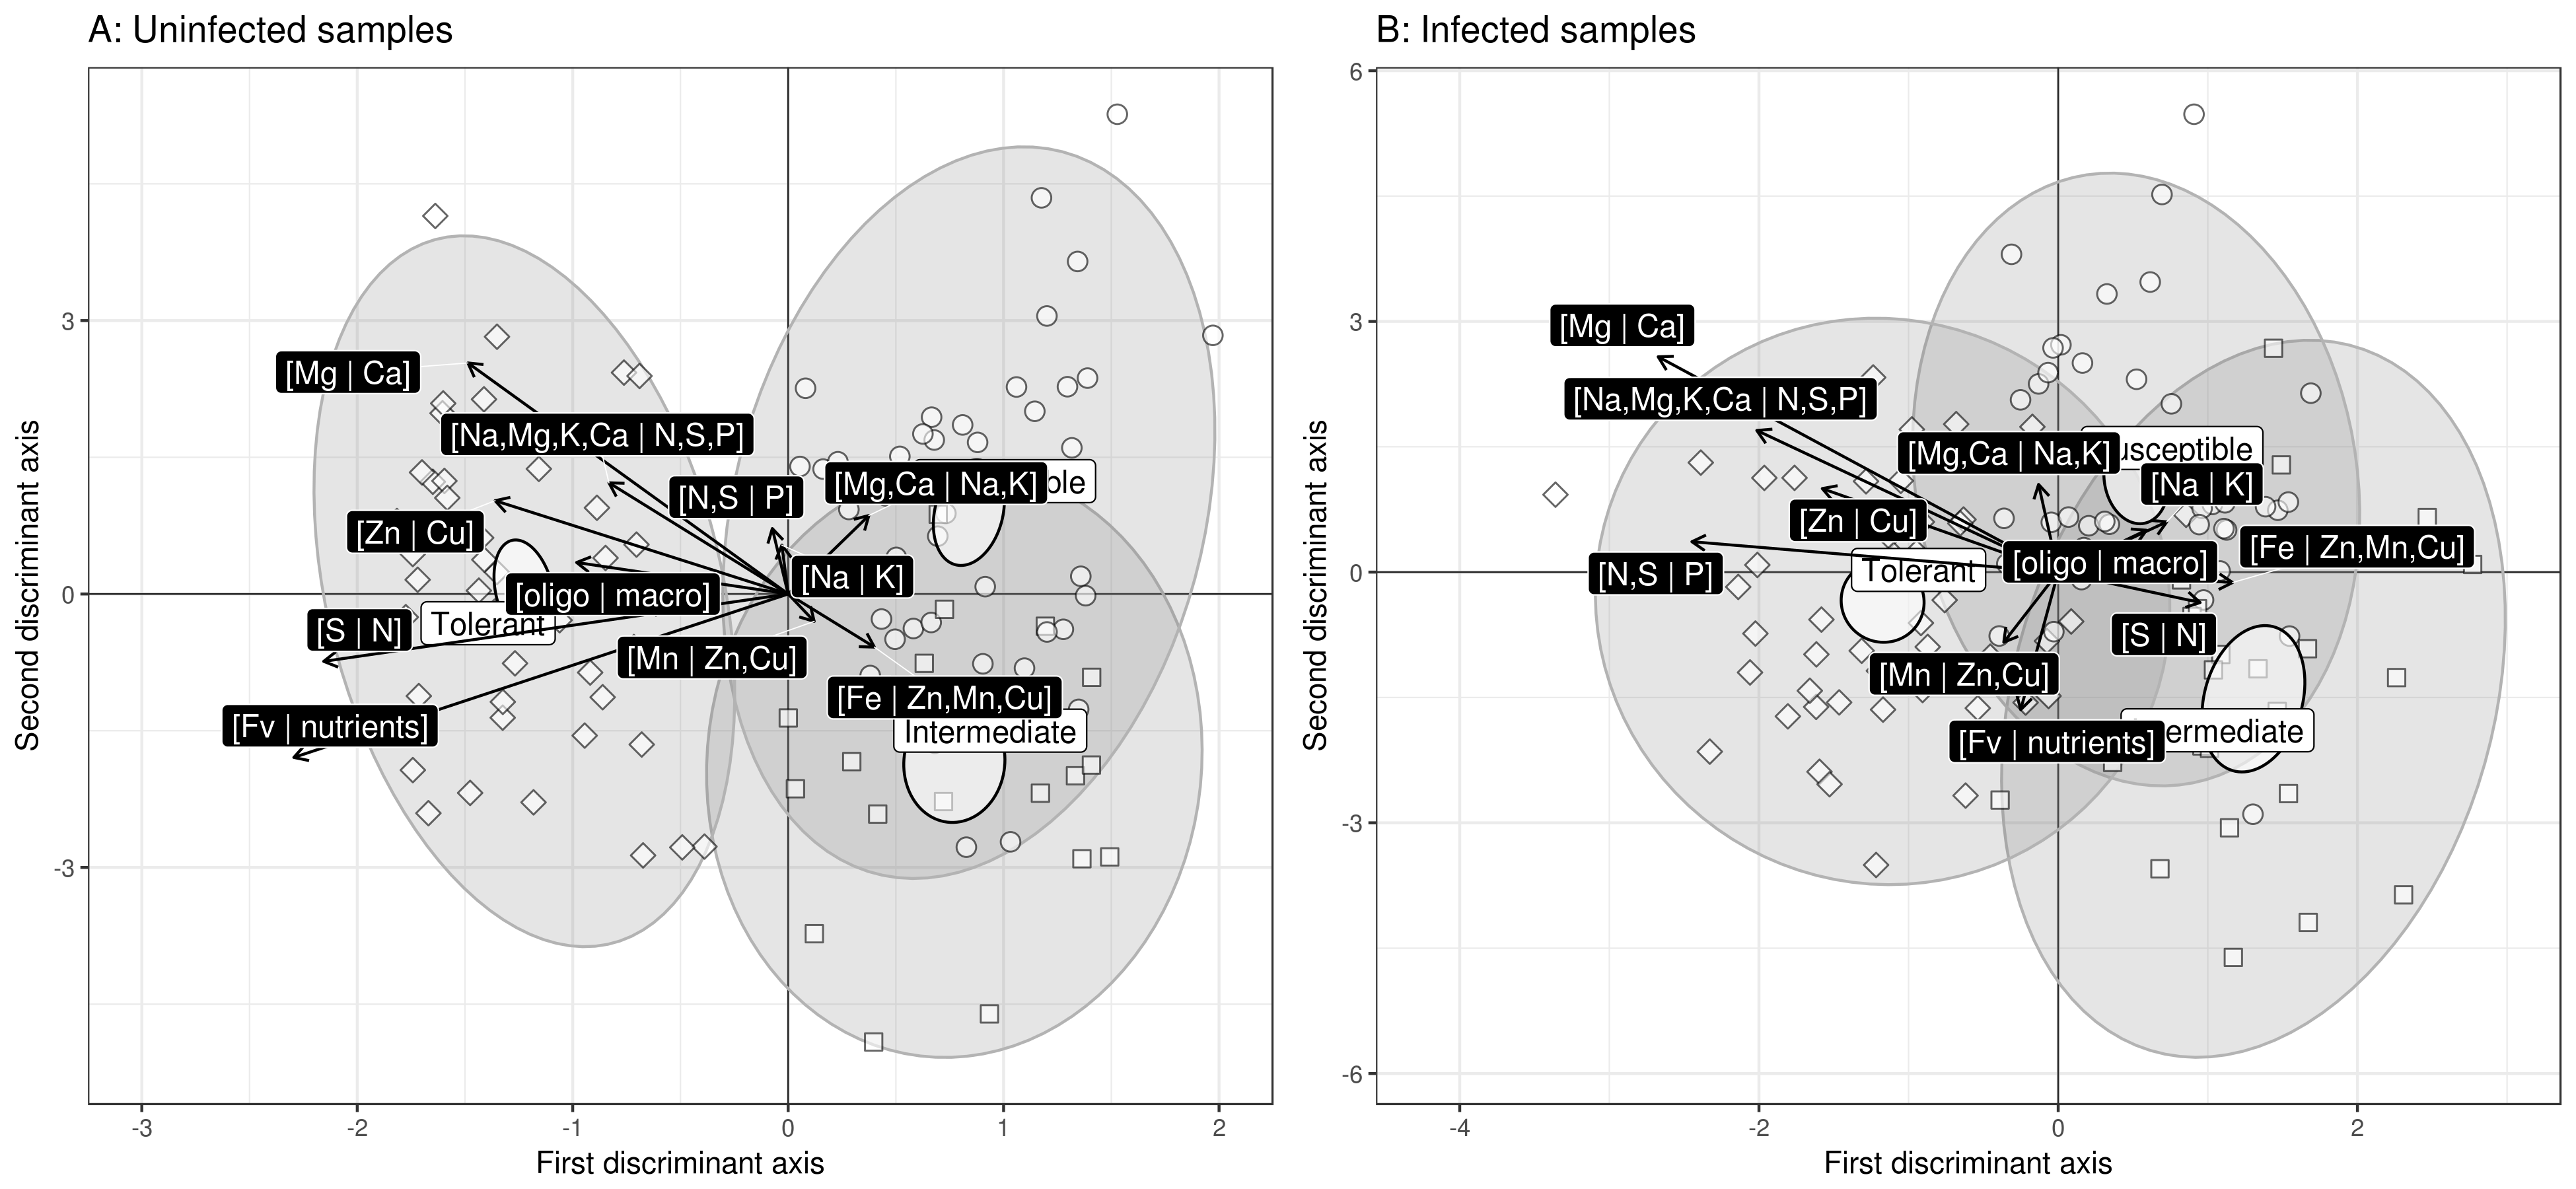 A: Uninfected samples
Second discriminant axis
3
0
-3
[Mg | Ca]
[Na,Mg,K,Ca | N,S,P]
[N,S | P]
[Mg,Ca | Na,K]
[Zn | Cu]
[Na | K]
[oligo | macro]
[S | N]
Tolerant
[Mn | Zn,Cu]
[Fe | Zn,Mn,Cu]
[Fv | nutrients]
Intermediate
-3
-2
-1
0
1
2
First discriminant axis
B: Infected samples
Second discriminant axis
6
3
0
-3
-6
[Mg | Ca]
[Na,Mg,K,Ca | N,S,P]
[Mg,Ca | Na,K]
[Na | K]
[Zn | Cu]
[Fe | Zn,Mn,Cu]
[N,S | P]
Tolerant
[oligo | macro]
[S | N]
[Mn | Zn,Cu]
[Fv | nutrients]
-4
-2
0
2
First discriminant axis